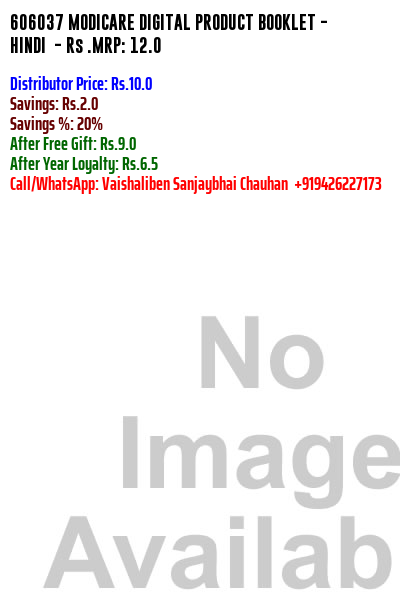 606037 MODICARE DIGITAL PRODUCT BOOKLET -
HINDI - Rs .MRP: 12.0
Distributor Price: Rs.10.0
Savings: Rs.2.0
Savings %: 20%
After Free Gift: Rs.9.0
After Year Loyalty: Rs.6.5
Call/WhatsApp: Vaishaliben Sanjaybhai Chauhan +919426227173
No
Image
Availab